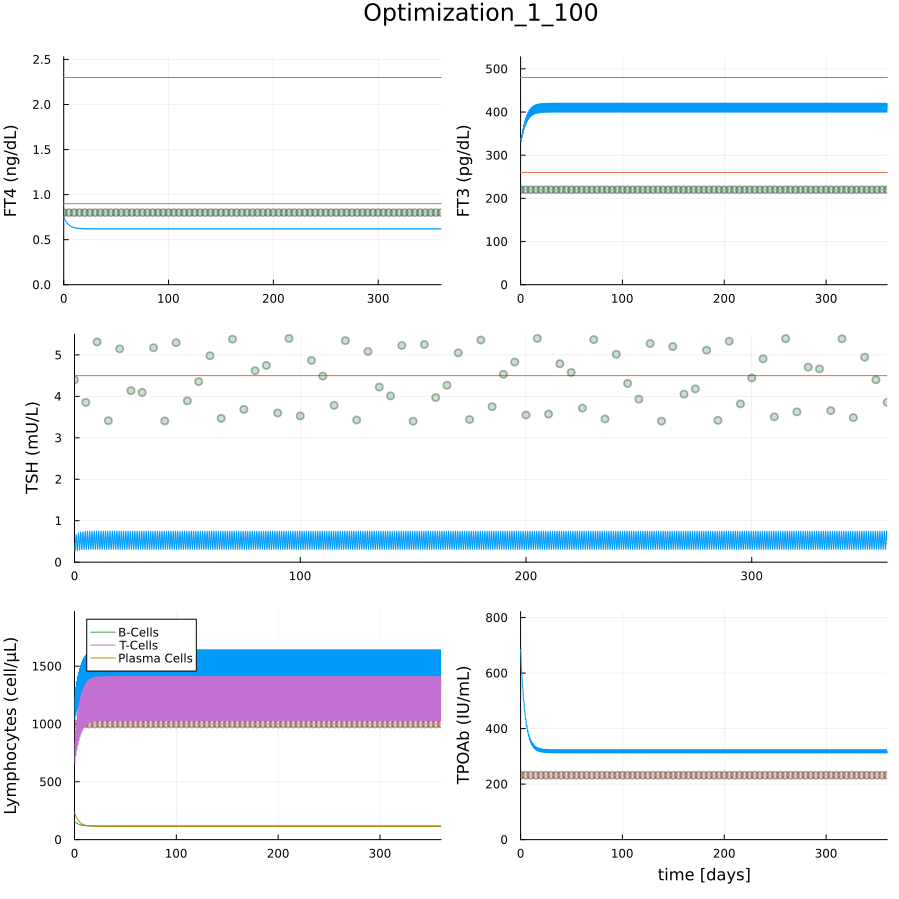 Optimization_1_100
FT4 (ng/dL)
2.5
2.0
1.5
1.0
0.5
0.0
0 100 200 300
FT3 (pg/dL)
500
400
300
200
100
0
0 100 200 300
TSH (mU/L)
5
4
3
2
1
0
0 100 200 300
Lymphocytes (cell/μL)
1500
1000
500
0
B-Cells
T-Cells
Plasma Cells
0 100 200 300
TPOAb (IU/mL)
800
600
400
200
0
0 100 200 300
time [days]